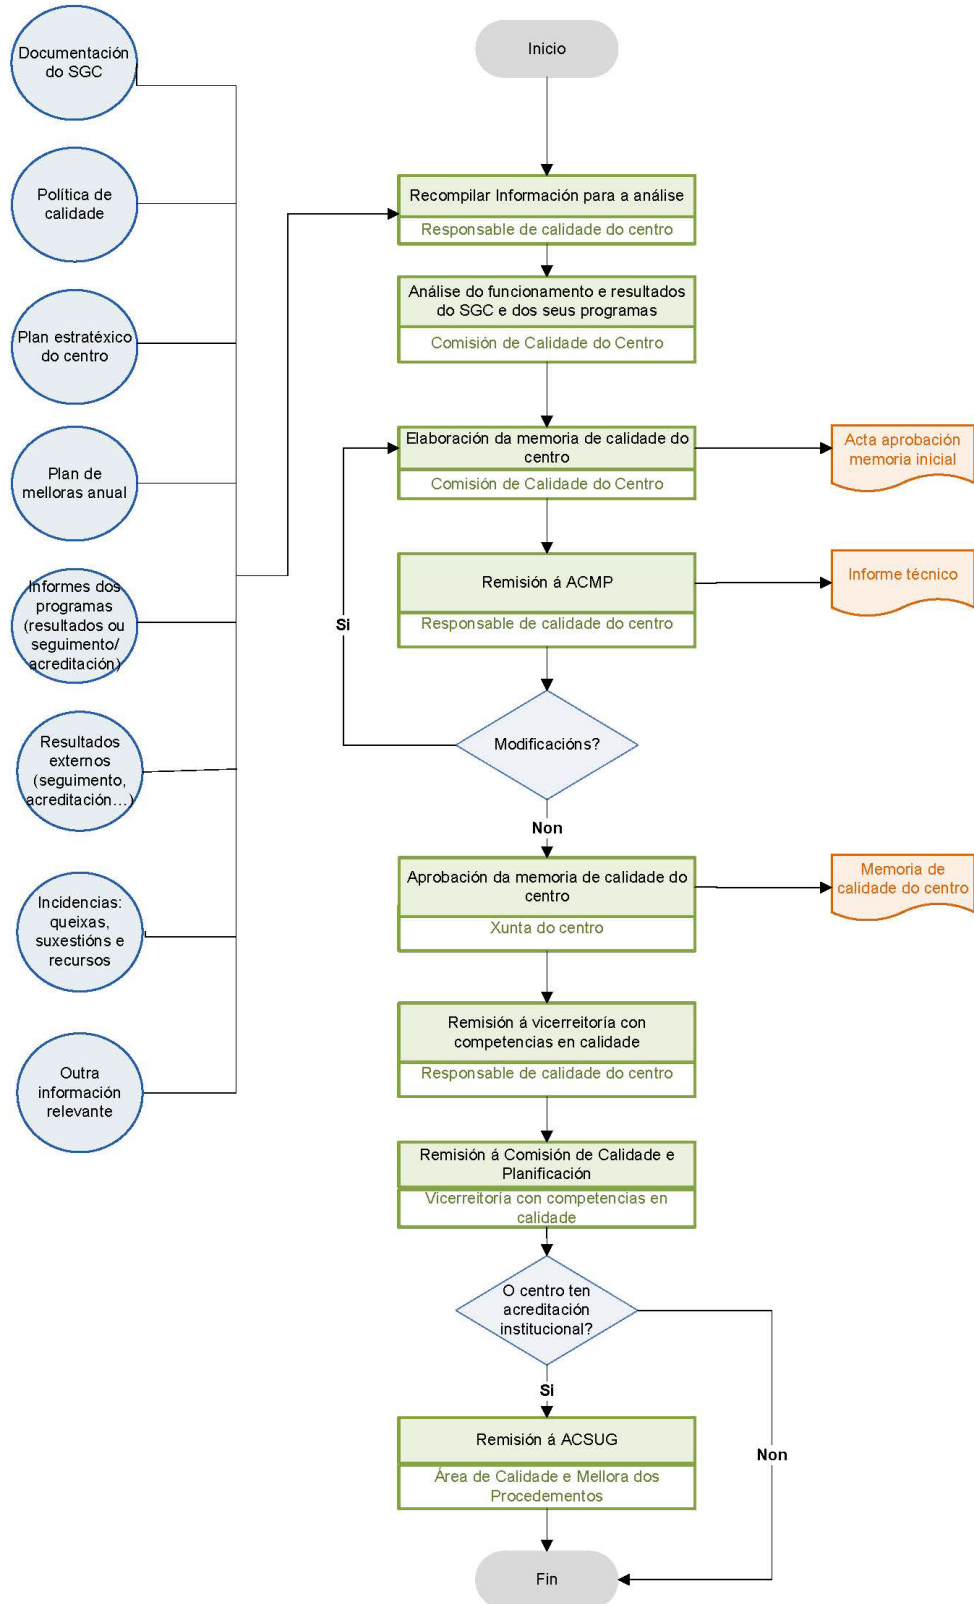 Documentación
do SGC
Política de
calidade
Plan estratéxico
do centro
Plan de
melloras anual
Informes dos
programas
(resultados ou
seguimento/
acreditación)
Resultados
externos
(seguimento,
acreditación...)
Incidencias:
queixas,
suxestións e
recursos
Outra
información
relevante
Inicio
Recompilar Información para a análise
Responsable de calidade do centro
Análise do funcionamento e resultados
do SGC e dos seus programas
Comisión de Calidade do Centro
Elaboración da memoria de calidade do
centro
Comisión de Calidade do Centro
Acta aprobación
memoria inicial
Remisión á ACMP
Responsable de calidade do centro
Informe técnico
Si
Modificacións?
Non
Aprobación da memoria de calidade do
centro
Xunta do centro
Memoria de
calidade do centro
Remisión á vicerreitoría con
competencias en calidade
Responsable de calidade do centro
Remisión á Comisión de Calidade e
Planificación
Vicerreitoría con competencias en
calidade
O centro ten
acreditación
institucional?
Si
Non
Remisión á ACSUG
Área de Calidade e Mellora dos
Procedementos
Fin